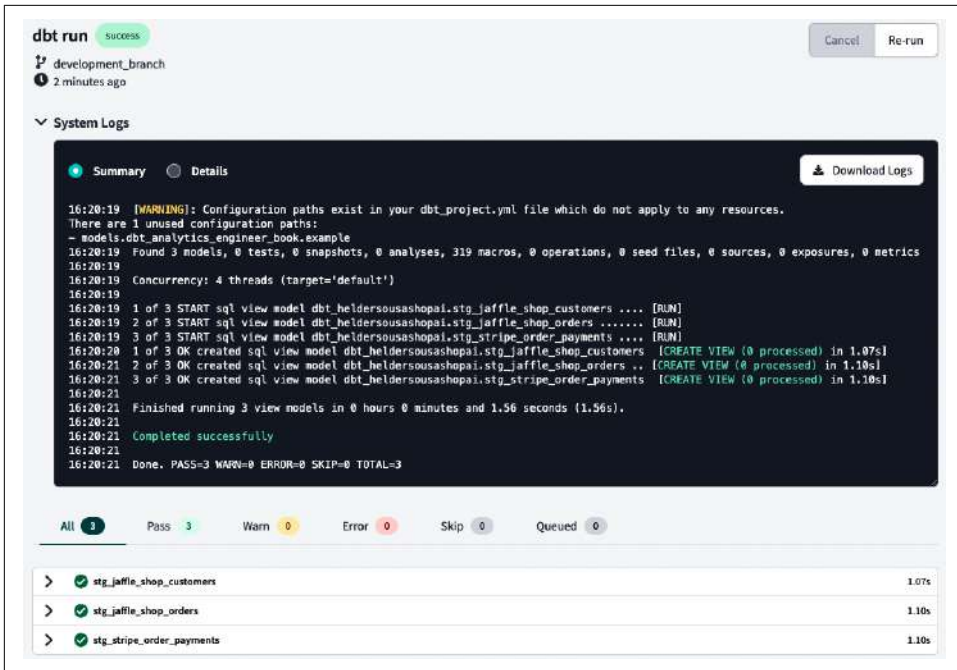 dbt run success
Cancel Re-run
development_branch
2 minutes ago
System Logs
Summary Details Download Logs
16:20:19 [WARNING]: Configuration paths exist in your dbt_project.yml file which do not apply to any resources.
There are 1 unused configuration paths:
- models.dbt_analytics_engineer_book.example
16:20:19 Found 3 models, 0 tests, 0 snapshots, 0 analyses, 319 macros, 0 operations, 0 seed files, 0 sources, 0 exposures, 0 metrics
16:20:19
16:20:19 Concurrency: 4 threads (target='default')
16:20:19
16:20:19 1 of 3 START sql view model dbt_heldersousashopai.stg_jaffle_shop_customers .... [RUN]
16:20:19 2 of 3 START sql view model dbt_heldersousashopai.stg_jaffle_shop_orders ....... [RUN]
16:20:19 3 of 3 START sql view model dbt_heldersousashopai.stg_stripe_order_payments .... [RUN]
16:20:20 1 of 3 OK created sql view model dbt_heldersousashopai.stg_jaffle_shop_customers [CREATE VIEW (0 processed) in 1.07s]
16:20:21 2 of 3 OK created sql view model dbt_heldersousashopai.stg_jaffle_shop_orders .. [CREATE VIEW (0 processed) in 1.10s]
16:20:21 3 of 3 OK created sql view model dbt_heldersousashopai.stg_stripe_order_payments [CREATE VIEW (0 processed) in 1.10s]
16:20:21
16:20:21 Finished running 3 view models in 0 hours 0 minutes and 1.56 seconds (1.56s).
16:20:21
16:20:21 Completed successfully
16:20:21
16:20:21 Done. PASS=3 WARN=0 ERROR=0 SKIP=0 TOTAL=3
All 3 Pass 3 Warn 0 Error 0 Skip 0 Queued 0
stg_jaffle_shop_customers 1.07s
stg_jaffle_shop_orders 1.10s
stg_stripe_order_payments 1.10s